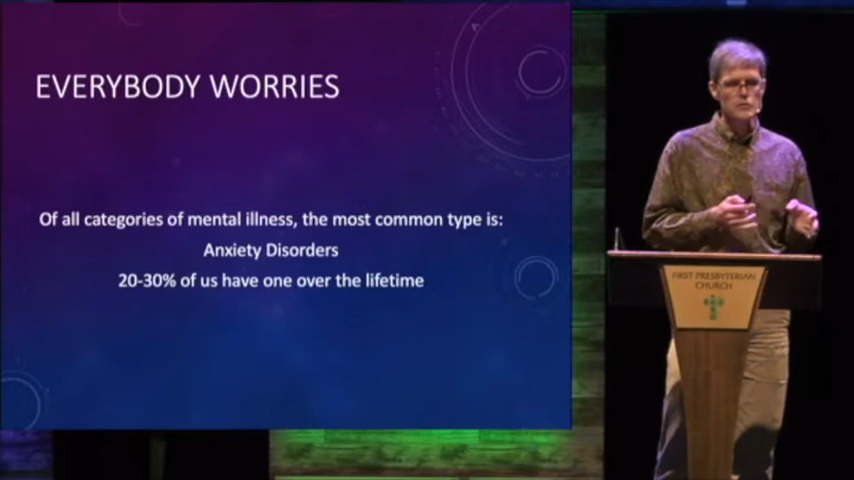 EVERYBODY WORRIES
Of all categories of mental illness, the most common type is:
Anxiety Disorders
20-30% of us have one over the lifetime
FIRST PRESBYTERIAN
CHURCH